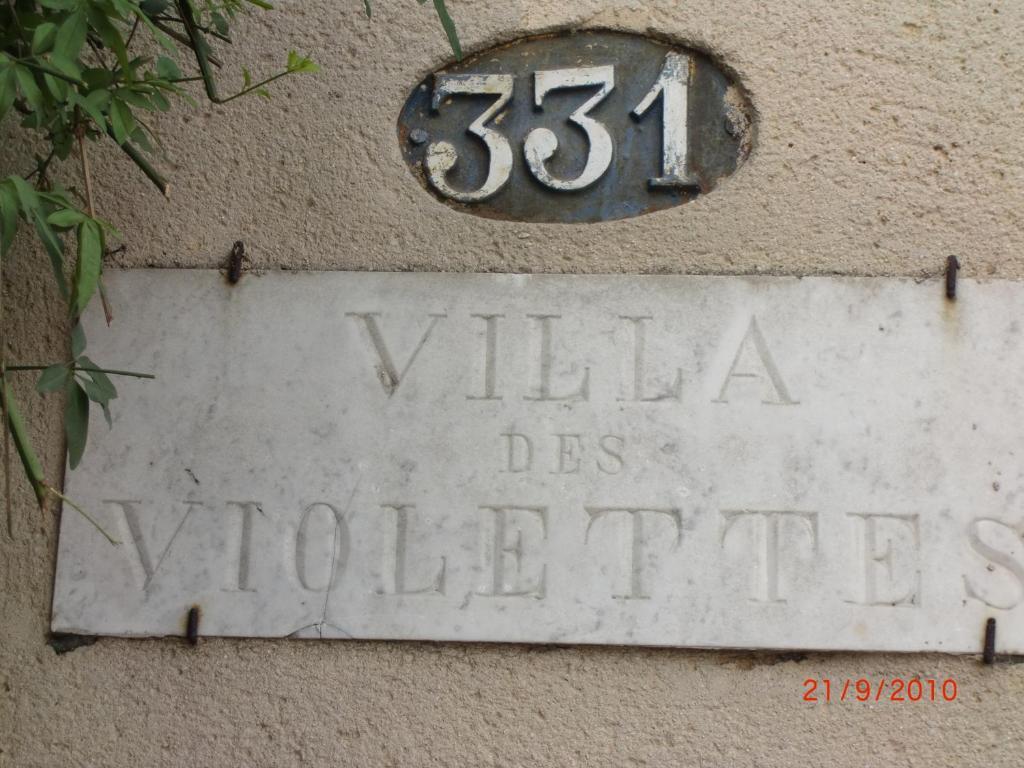 331
VILLA
DES
VIOLETTES
21/9/2010